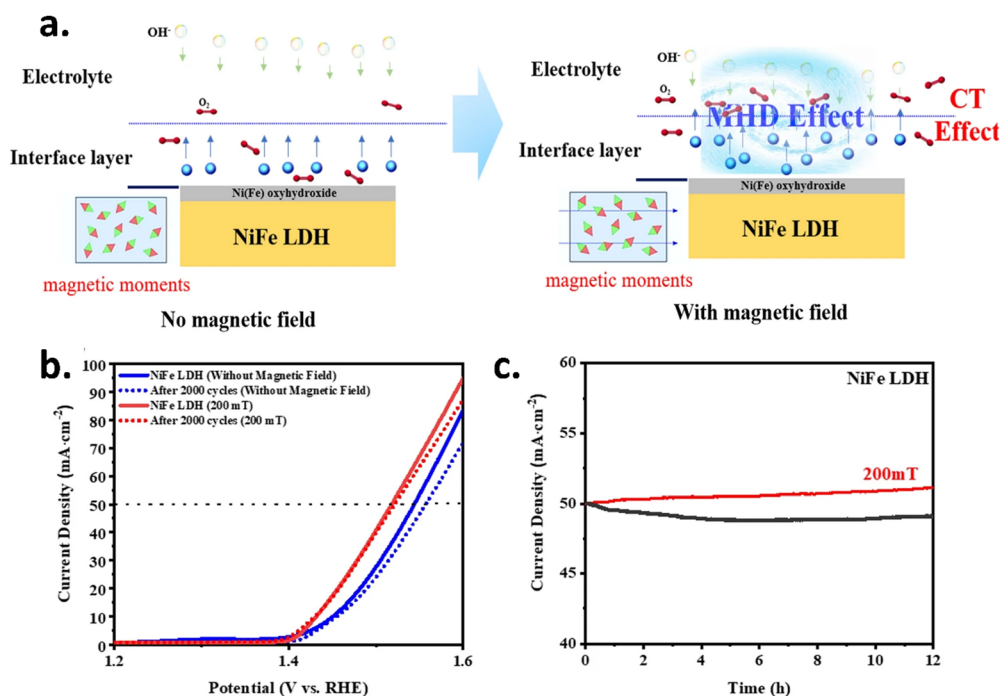 a.
OH-
Electrolyte
O2
Interface layer
Ni(Fe) oxyhydroxide
NiFe LDH
magnetic moments
No magnetic field
OH-
Electrolyte
O2
MHD Effect
CT
Effect
Interface layer
Ni(Fe) oxyhydroxide
NiFe LDH
magnetic moments
With magnetic field
b.
100
90
80
70
60
50
40
30
20
10
0
Current Density (mA·cm-2)
NiFe LDH (Without Magnetic Field)
After 2000 cycles (Without Magnetic Field)
NiFe LDH (200 mT)
After 2000 cycles (200 mT)
1.2 1.4 1.6
Potential (V vs. RHE)
c.
60
55
50
45
40
Current Density (mA·cm-2)
NiFe LDH
200mT
0 2 4 6 8 10 12
Time (h)